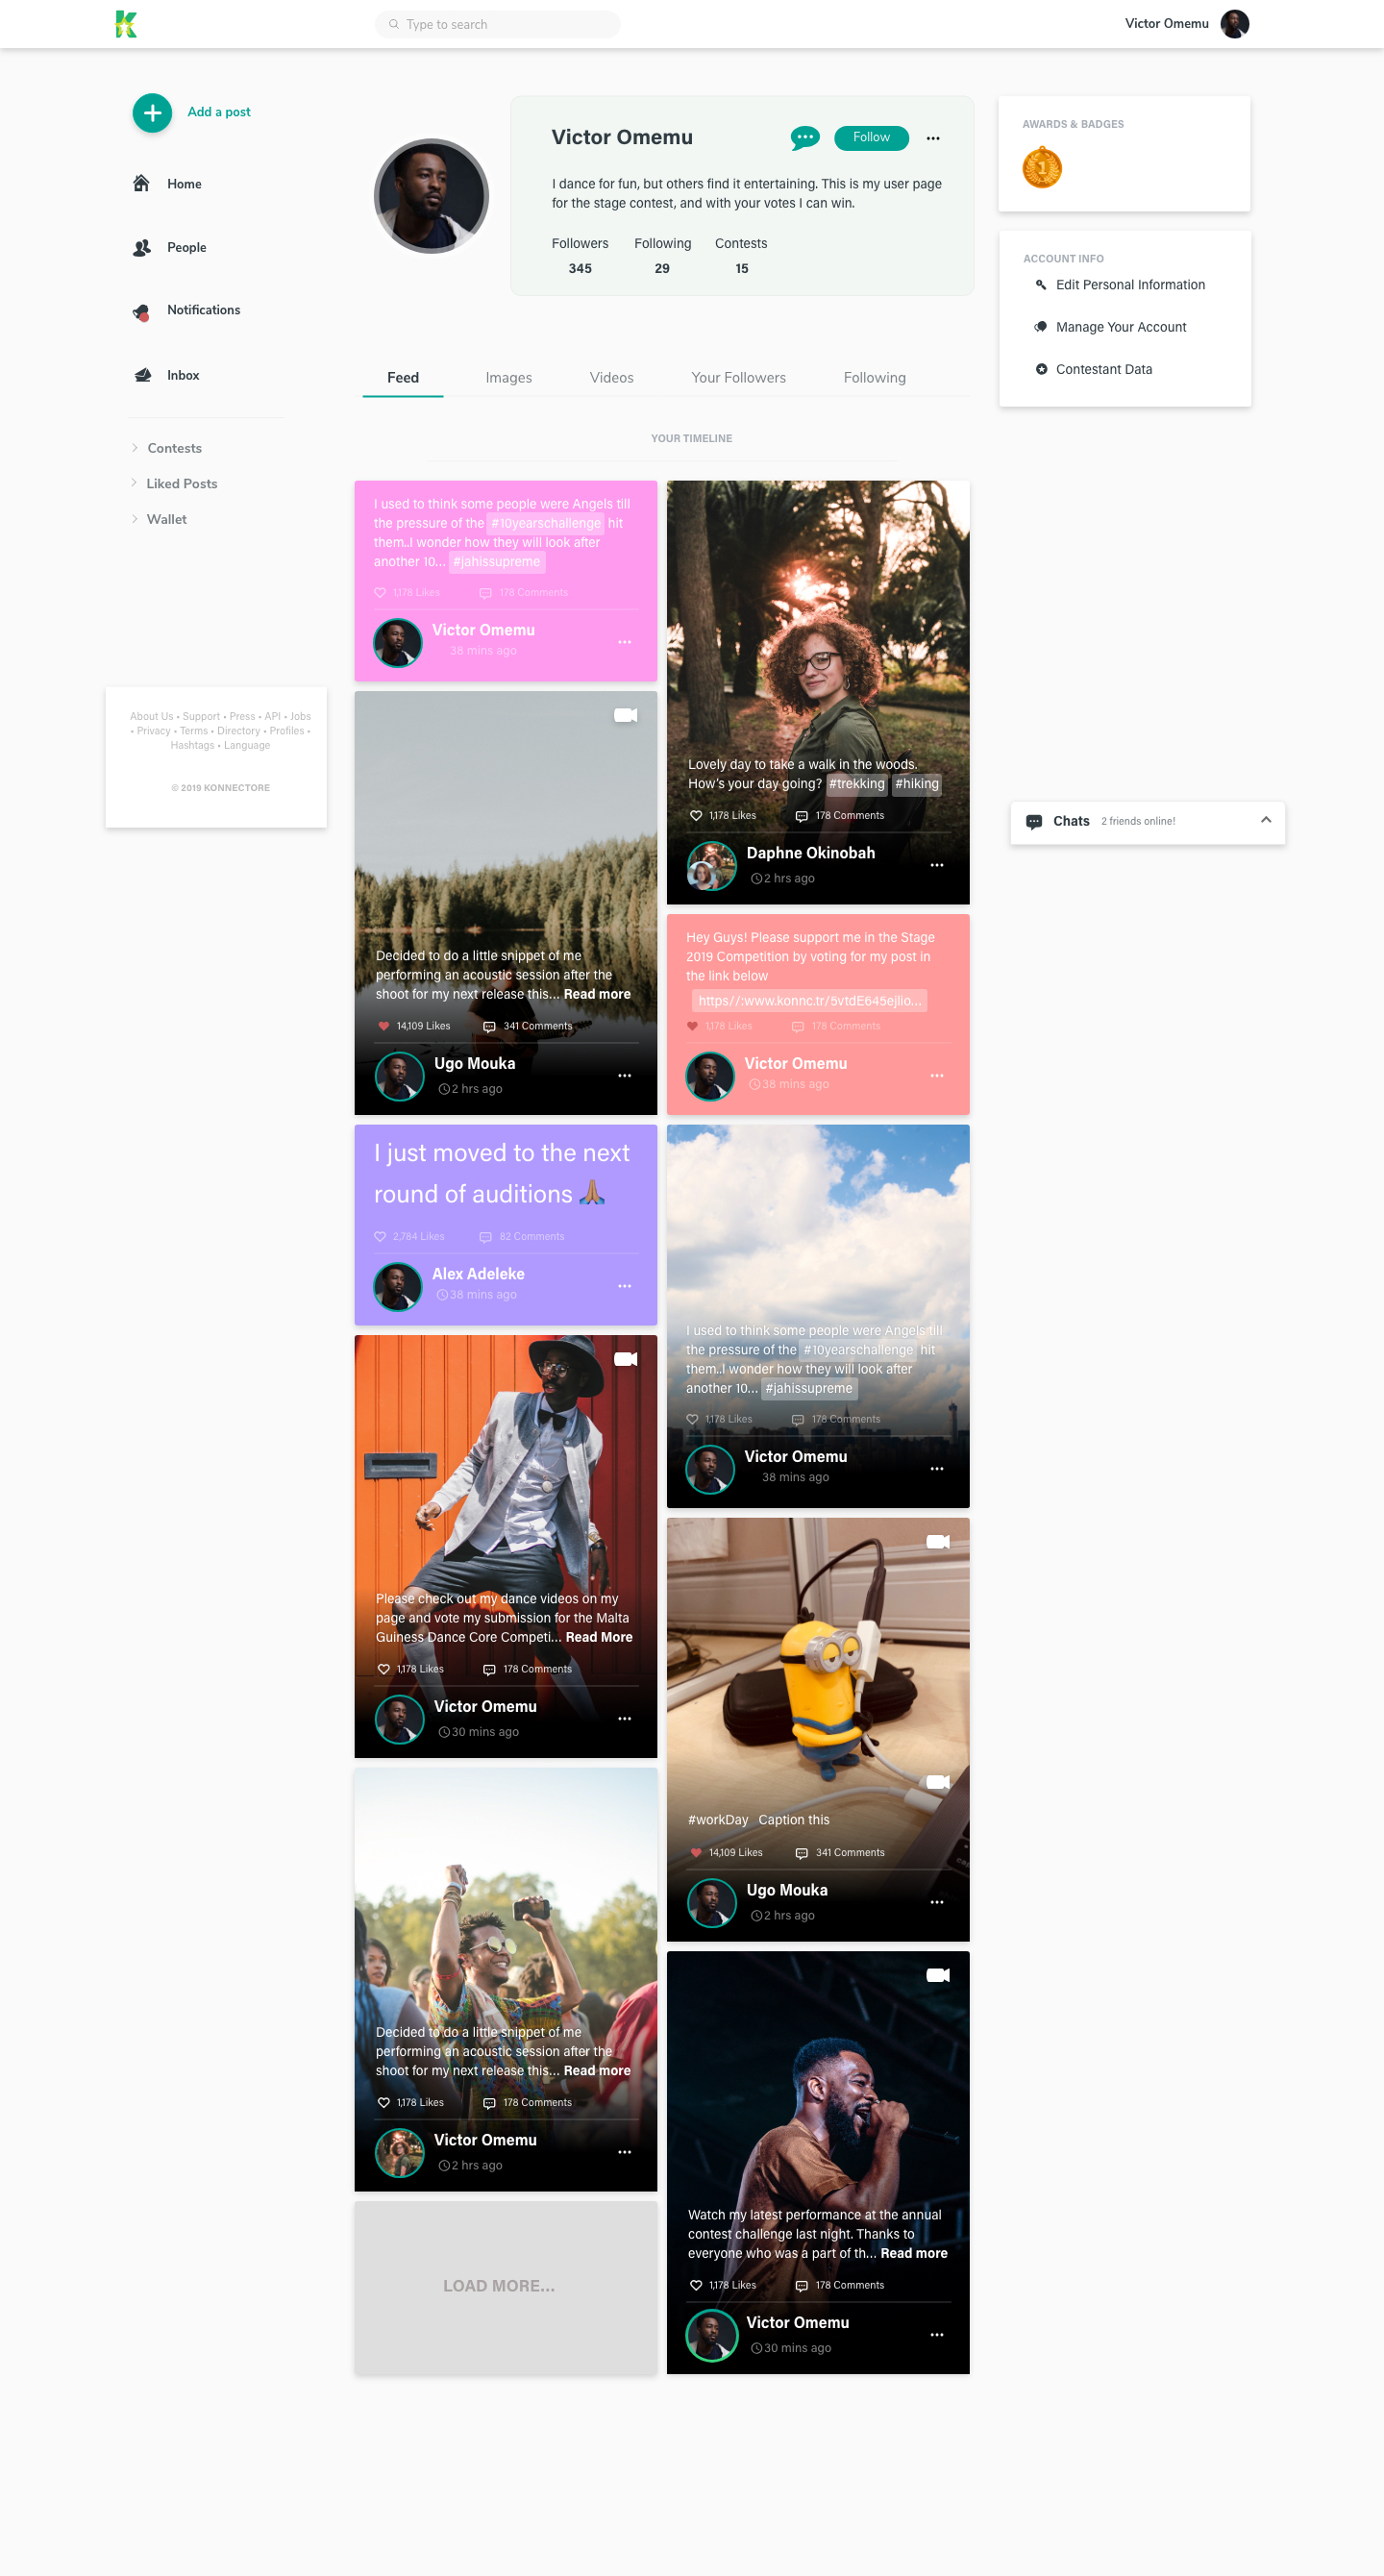 Type to search
Victor Omemu
Add a post
Home
People
Notifications
Inbox
Contests
Liked Posts
Wallet
About Us • Support • Press • API • Jobs
• Privacy • Terms • Directory • Profiles •
Hashtags • Language
© 2019 KONNECTORE
Victor Omemu
Follow
I dance for fun, but others find it entertaining. This is my user page
for the stage contest, and with your votes I can win.
Followers Following Contests
345 29 15
AWARDS & BADGES
1
ACCOUNT INFO
Edit Personal Information
Manage Your Account
Contestant Data
Feed Images Videos Your Followers Following
YOUR TIMELINE
I used to think some people were Angels till
the pressure of the #10yearschallenge hit
them..I wonder how they will look after
another 10... #jahissupreme
1,178 Likes 178 Comments
Victor Omemu
38 mins ago
Decided to do a little snippet of me
performing an acoustic session after the
shoot for my next release this... Read more
14,109 Likes 341 Comments
Ugo Mouka
2 hrs ago
I just moved to the next
round of auditions 🙏🏽
2,784 Likes 82 Comments
Alex Adeleke
38 mins ago
Please check out my dance videos on my
page and vote my submission for the Malta
Guiness Dance Core Competi... Read More
1,178 Likes 178 Comments
Victor Omemu
30 mins ago
Decided to do a little snippet of me
performing an acoustic session after the
shoot for my next release this... Read more
1,178 Likes 178 Comments
Victor Omemu
2 hrs ago
LOAD MORE...
Lovely day to take a walk in the woods.
How's your day going? #trekking #hiking
1,178 Likes 178 Comments
Daphne Okinobah
2 hrs ago
Hey Guys! Please support me in the Stage
2019 Competition by voting for my post in
the link below
https//:www.konnc.tr/5vtdE645ejlio...
1,178 Likes 178 Comments
Victor Omemu
38 mins ago
I used to think some people were Angels till
the pressure of the #10yearschallenge hit
them..I wonder how they will look after
another 10... #jahissupreme
1,178 Likes 178 Comments
Victor Omemu
38 mins ago
#workDay Caption this
14,109 Likes 341 Comments
Ugo Mouka
2 hrs ago
Watch my latest performance at the annual
contest challenge last night. Thanks to
everyone who was a part of th... Read more
1,178 Likes 178 Comments
Victor Omemu
30 mins ago
Chats 2 friends online!